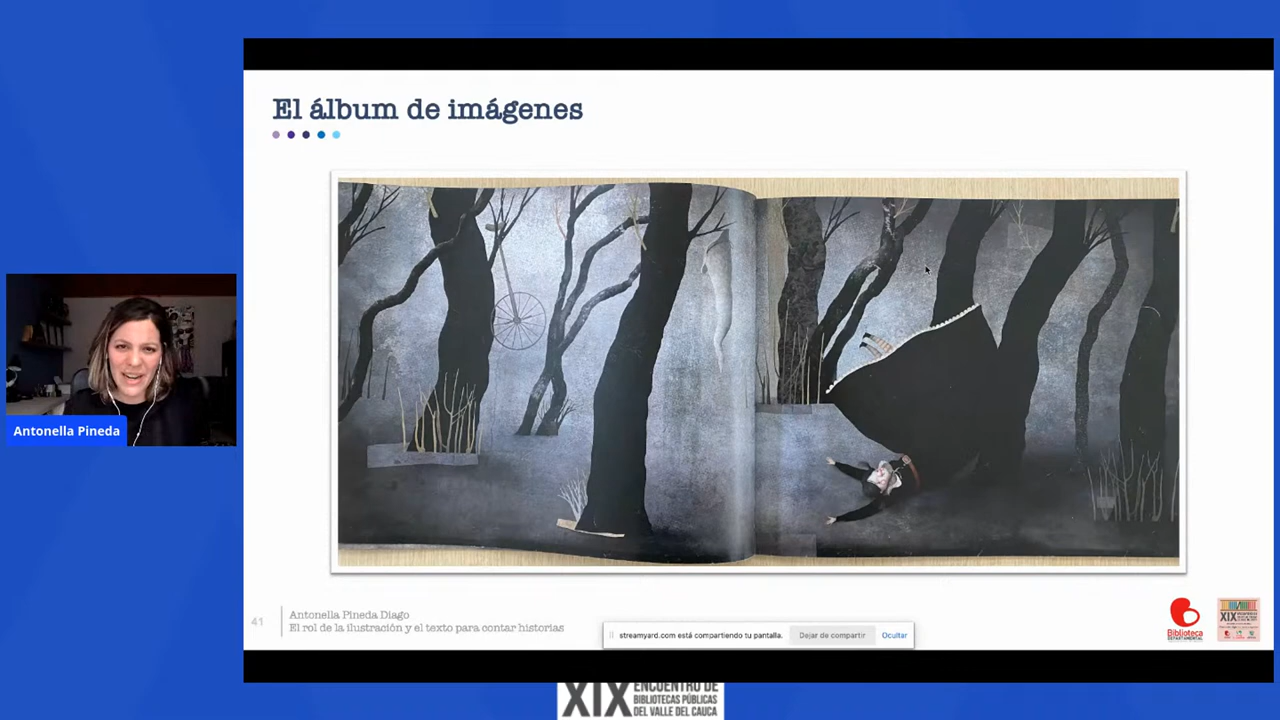 El álbum de imágenes
Antonella Pineda
41
Antonella Pineda Diago
El rol de la ilustración y el texto para contar historias
streamyard.com está compartiendo tu pantalla.
Dejar de compartir
Ocultar
Biblioteca
DEPARTAMENTAL
XIX
XIX
ENCUENTRO DE
BIBLIOTECAS PÚBLICAS
DEL VALLE DEL CAUCA